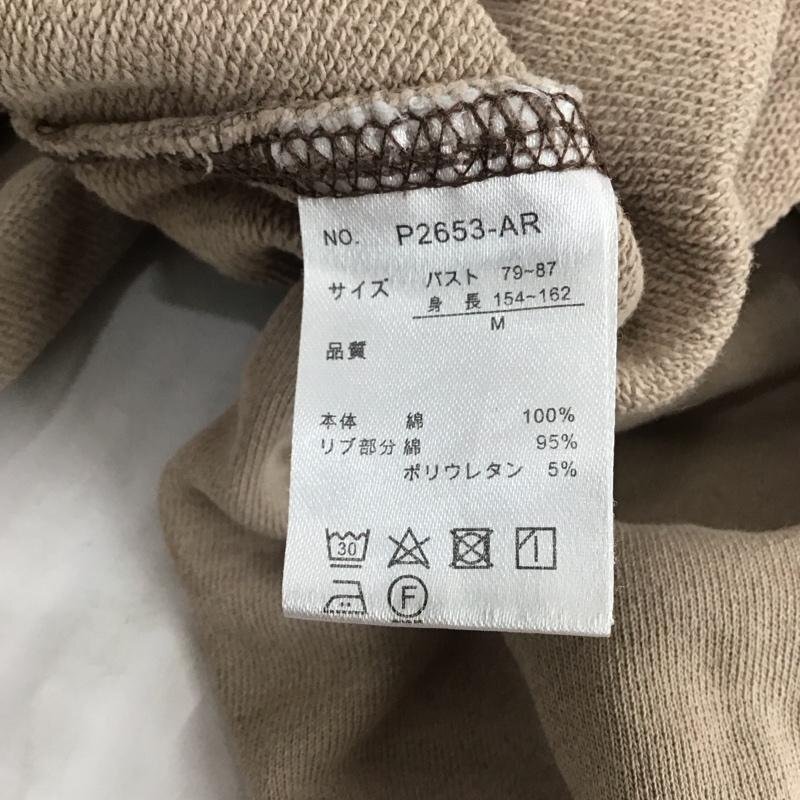 NO. P2653-AR
サイズ バスト 79~87
身 長 154~162
M
品質
本体 綿 100%
リブ部分 綿 95%
ポリウレタン 5%
30
F